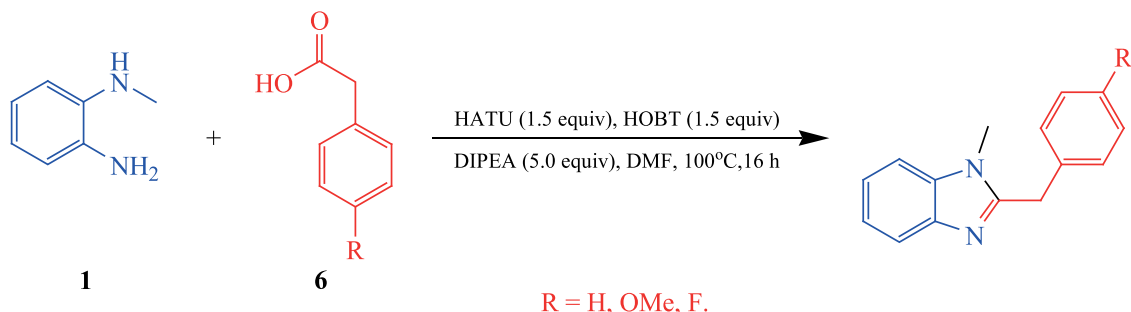 H
N
NH2
1
+
O
HO
R
6
HATU (1.5 equiv), HOBT (1.5 equiv)
DIPEA (5.0 equiv), DMF, 100°C,16 h
R
N
N
R = H, OMe, F.